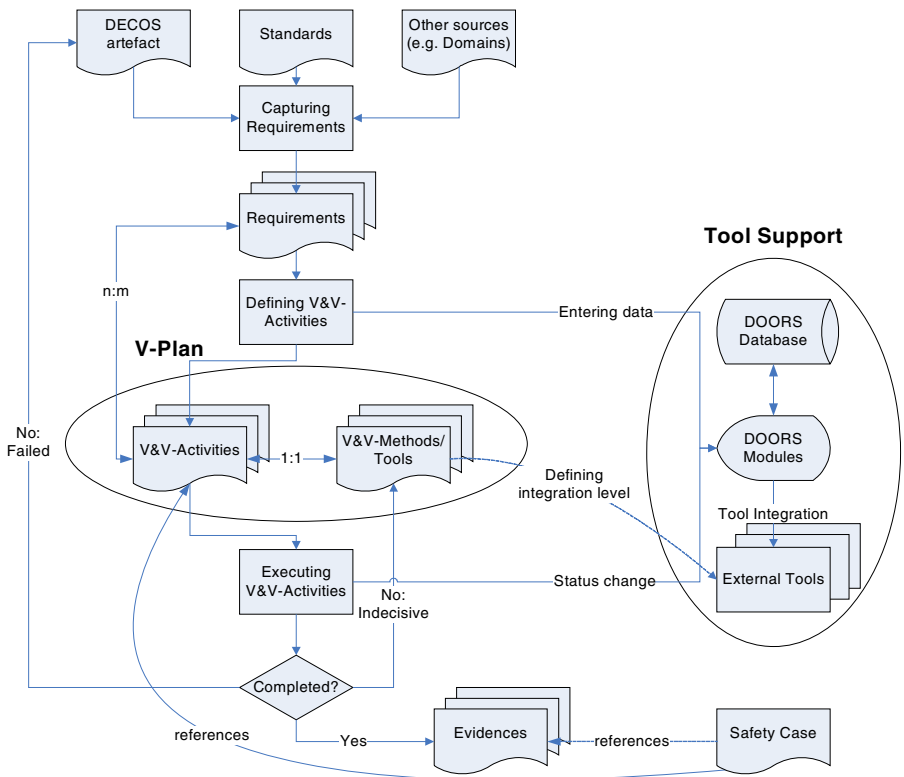 DECOS
artefact
Standards
Other sources
(e.g. Domains)
Capturing
Requirements
Requirements
Tool Support
n:m
Defining V&V-
Activities
Entering data
DOORS
Database
V-Plan
No:
Failed
V&V-Activities
1:1
V&V-Methods/
Tools
DOORS
Modules
Defining
integration level
Tool Integration
Executing
V&V-Activities
No:
Indecisive
Status change
External Tools
Completed?
references
Yes
Evidences
references
Safety Case